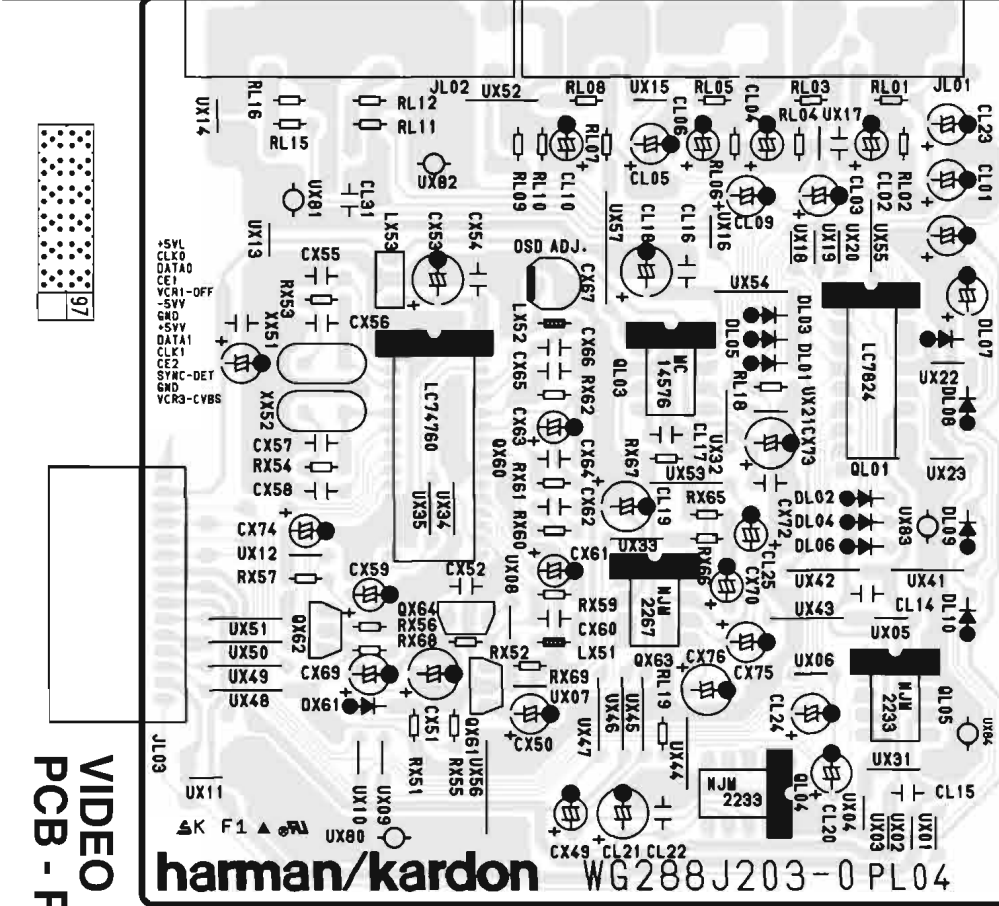 JL02
UX52
RL08
UX15
RL05
RL03
RL01
JL01
RL16
UX14
RL12
RL11
RL15
CL06
CL04
RL04
UX17
CL23
RL07
UX82
CL05
RL06
RL09
RL10
CL10
CL09
CL03
CL02
RL02
CL01
UX81
CL31
UX13
LX53
CX53
CX54
OSD ADJ.
UX57
CL18
CL16
UX16
UX18
UX19
UX20
UX55
+5VL
CLK0
DATA0
CE1
VCR1-OFF
-5VV
GND
+5VV
DATA1
CLK1
CE2
SYNC-DET
GND
VCR3-CVBS
97
CX55
RX53
CX56
XX51
XX52
CX67
LX52
CX66
CX65
RX62
UX54
DL03
DL05
DL01
DL07
QL03
MC
14576
RL18
UX21
LC7824
UX22
DL08
LC74760
CX63
CX57
RX54
CX58
QX60
CX64
RX61
CX62
RX60
RX67
CL17
UX32
UX53
CX73
QL01
UX23
UX35
UX34
CL19
RX65
CX72
DL02
DL04
DL06
UX83
DL09
CX74
UX12
RX57
CX59
CX52
UX08
CX61
UX33
RX66
CL25
CX70
UX42
UX41
UX43
CL14
DL10
QX62
QX64
RX56
RX68
RX59
CX60
LX51
NJM
2267
UX05
UX51
UX50
UX49
UX48
CX69
DX61
RX52
RX69
UX07
QX63
CX76
CX75
UX06
NJM
2233
QL05
CX51
QX61
CX50
UX47
UX46
UX45
RL19
UX44
CL24
UX84
JL03
UX11
UX10
UX09
RX51
RX55
UX56
NJM
2233
QL04
UX31
CL15
CL20
UX04
UX03
UX02
UX01
SK F1
UX80
CX49
CL21
CL22
harman/kardon
WG288J203-0 PL04
VIDEO